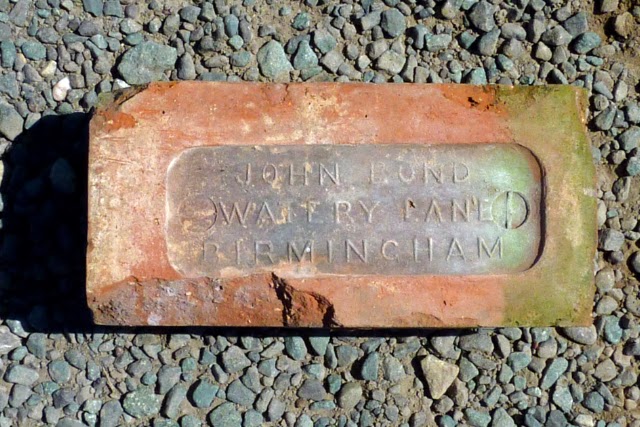 JOHN BOND
WATERY LANE
BIRMINGHAM